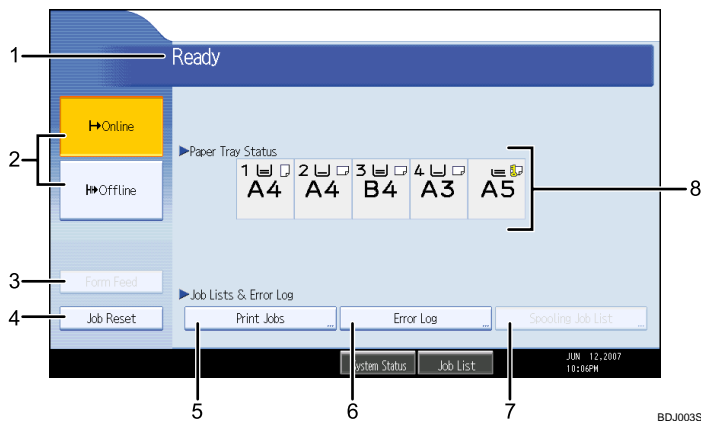 1
Ready
Online
2
Offline
Paper Tray Status
1 2 3 4
A4 A4 B4 A3 A5
8
3
Form Feed
Job Lists & Error Log
4
Job Reset
Print Jobs ...
Error Log ...
Spooling Job List ...
System Status
Job List
JUN 12,2007
10:06PM
5
6
7
BDJ003S